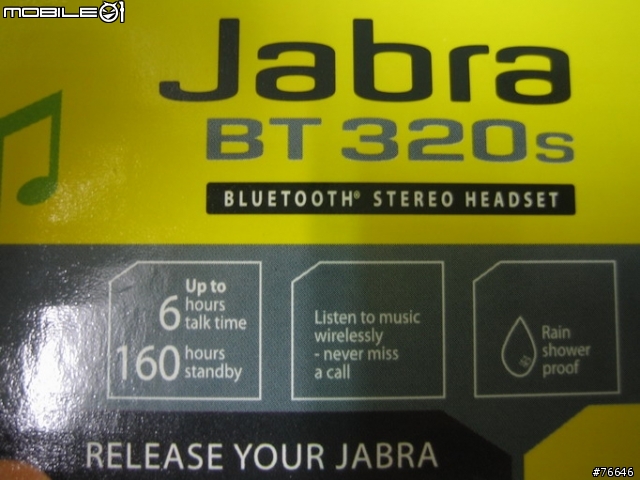 MOBILE01
Jabra
BT 320s
BLUETOOTH® STEREO HEADSET
Up to
6 hours
talk time
160 hours
standby
Listen to music
wirelessly
- never miss
a call
Rain
shower
proof
RELEASE YOUR JABRA
#76646